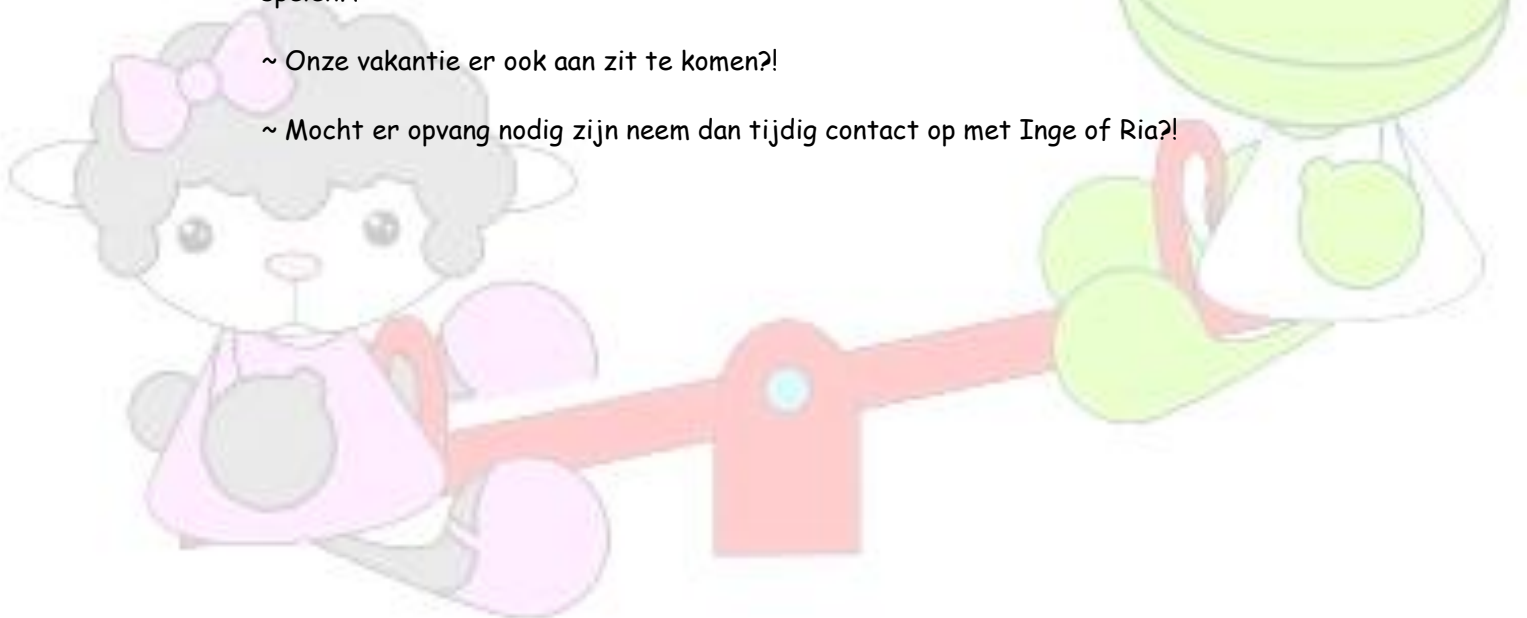 ~ Onze vakantie er ook aan zit te komen?!
~ Mocht er opvang nodig zijn neem dan tijdig contact op met Inge of Ria?!